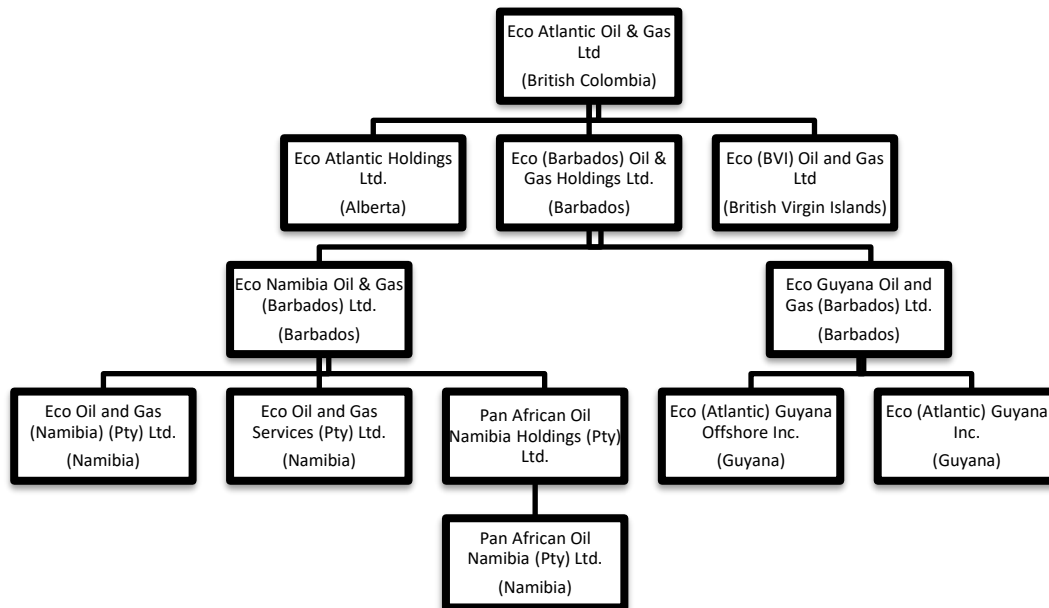 Eco Atlantic Oil & Gas
Ltd
(British Colombia)
Eco Atlantic Holdings
Ltd.
(Alberta)
Eco (Barbados) Oil &
Gas Holdings Ltd.
(Barbados)
Eco (BVI) Oil and Gas
Ltd
(British Virgin Islands)
Eco Namibia Oil & Gas
(Barbados) Ltd.
(Barbados)
Eco Guyana Oil and
Gas (Barbados) Ltd.
(Barbados)
Eco Oil and Gas
(Namibia) (Pty) Ltd.
(Namibia)
Eco Oil and Gas
Services (Pty) Ltd.
(Namibia)
Pan African Oil
Namibia Holdings (Pty)
Ltd.
Eco (Atlantic) Guyana
Offshore Inc.
(Guyana)
Eco (Atlantic) Guyana
Inc.
(Guyana)
Pan African Oil
Namibia (Pty) Ltd.
(Namibia)